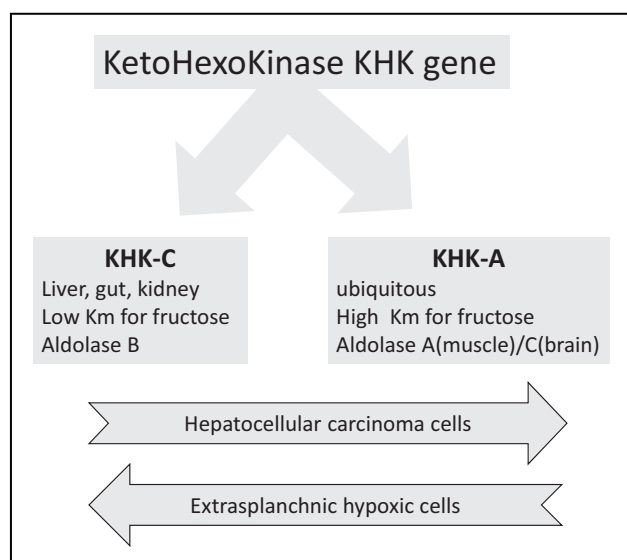 KetoHexoKinase KHK gene
KHK-C
Liver, gut, kidney
Low Km for fructose
Aldolase B
KHK-A
ubiquitous
High Km for fructose
Aldolase A(muscle)/C(brain)
Hepatocellular carcinoma cells
Extrasplanchnic hypoxic cells